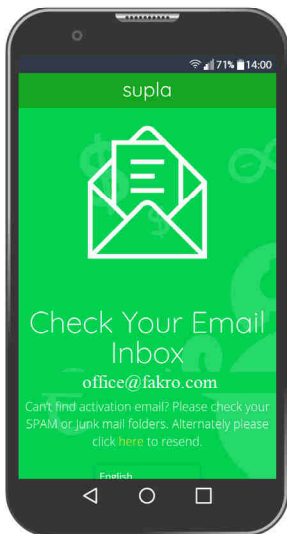 71% 14:00
supla
Check Your Email
Inbox
office@fakro.com
Can't find activation email? Please check your
SPAM or Junk mail folders. Alternately please
click here to resend.
English